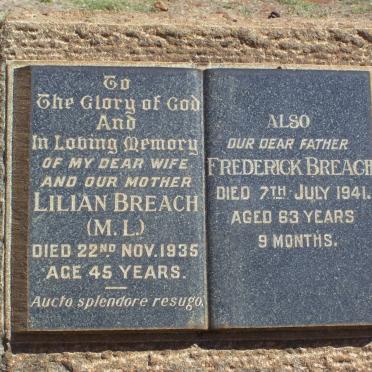 To
The Glory of God
And
In Loving Memory
OF MY DEAR WIFE
AND OUR MOTHER
LILIAN BREACH
(M.L.)
DIED 22ND NOV. 1935
AGE 45 YEARS.
Aucto splendore resugo.
ALSO
OUR DEAR FATHER
FREDERICK BREACH
DIED 7TH JULY 1941.
AGED 63 YEARS
9 MONTHS.